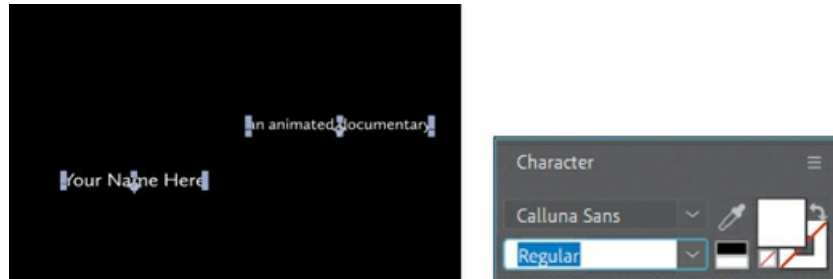 an animated documentary
Your Name Here
Character
Calluna Sans
Regular